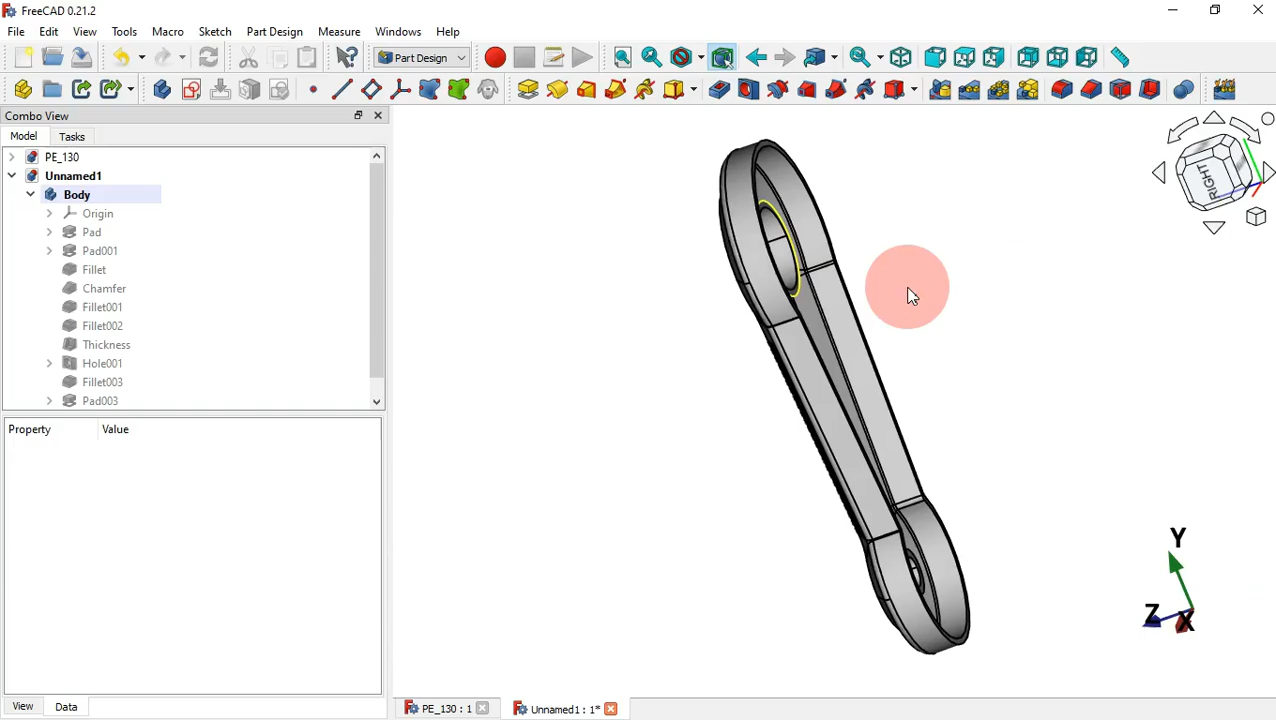 FreeCAD 0.21.2
File Edit View Tools Macro Sketch Part Design Measure Windows Help
Part Design
Combo View
Model Tasks
PE_130
Unnamed1
Body
Origin
Pad
Pad001
Fillet
Chamfer
Fillet001
Fillet002
Thickness
Hole001
Fillet003
Pad003
Property Value
View Data
PE_130 : 1
Unnamed1 : 1*
RIGHT
Y
Z
X